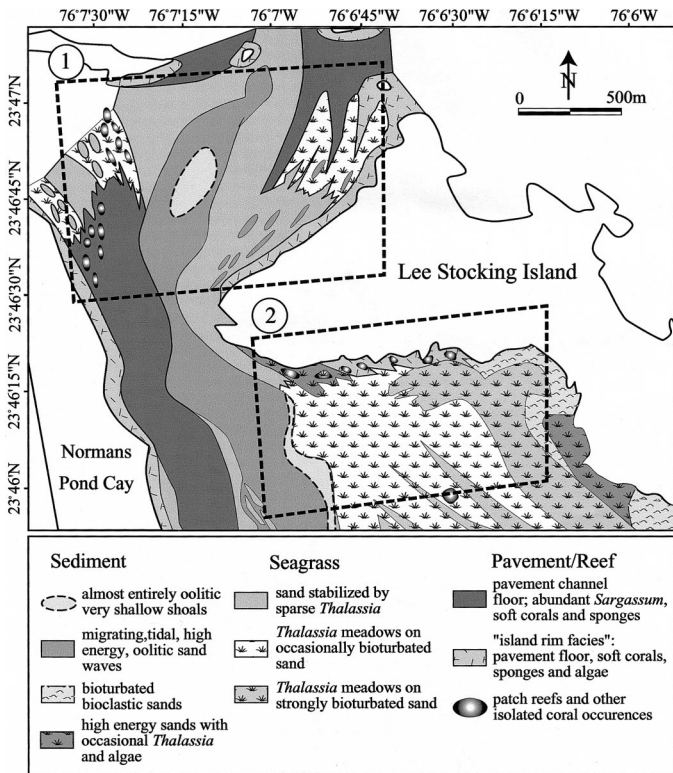 76°7'30"W 76°7'15"W 76°7'W 76°6'45"W 76°6'30"W 76°6'15"W 76°6'W
1
N
23°47'N
0 500m
23°46'45"N
Lee Stocking Island
23°46'30"N
2
23°46'15"N
Normans
Pond Cay
23°46'N
Sediment
almost entirely oolitic
very shallow shoals
migrating,tidal, high
energy, oolitic sand
waves
bioturbated
bioclastic sands
high energy sands with
occasional Thalassia
and algae
Seagrass
sand stabilized by
sparse Thalassia
Thalassia meadows on
occasionally bioturbated
sand
Thalassia meadows on
strongly bioturbated sand
Pavement/Reef
pavement channel
floor; abundant Sargassum,
soft corals and sponges
"island rim facies":
pavement floor, soft corals,
sponges and algae
patch reefs and other
isolated coral occurences